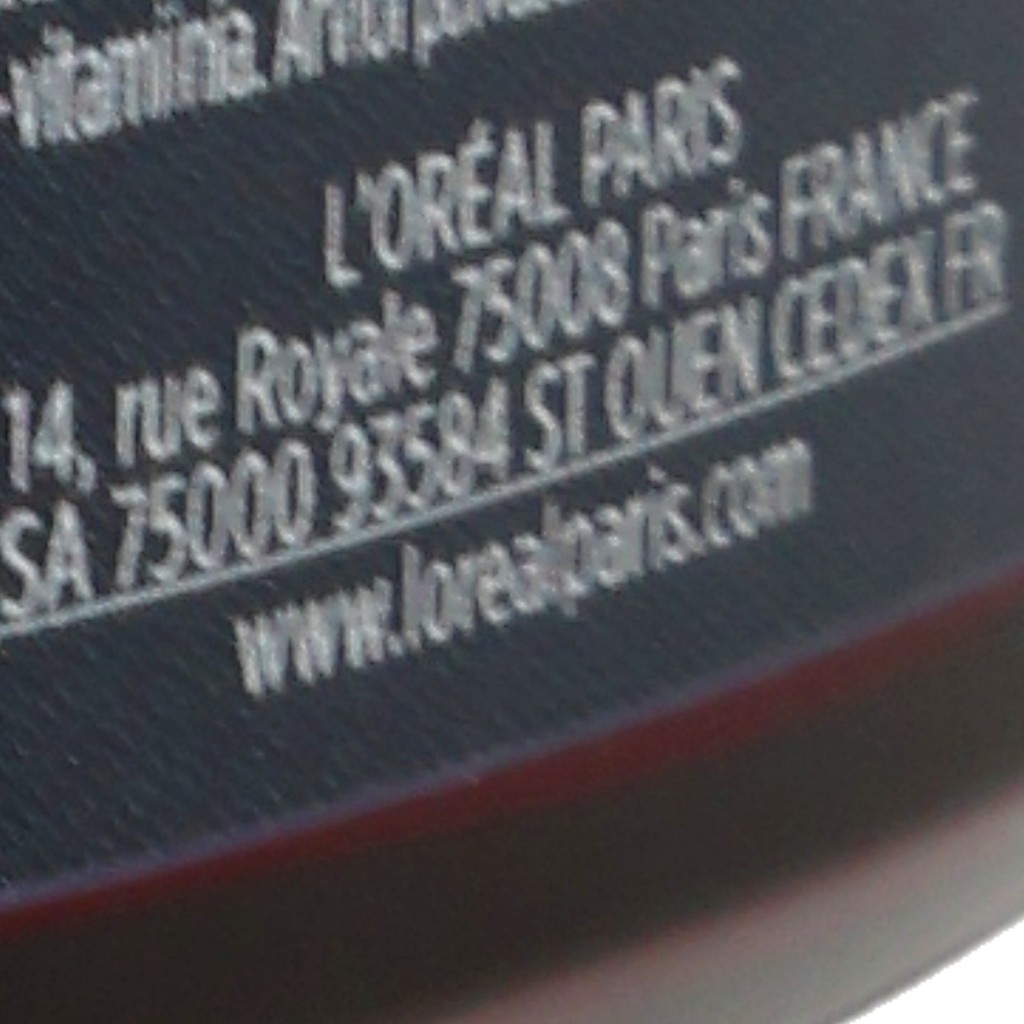 -vitamina.
L'ORÉAL PARIS
14, rue Royale 75008 Paris FRANCE
SA 75000 93584 ST OUEN CEDEX FR
www.lorealparis.com